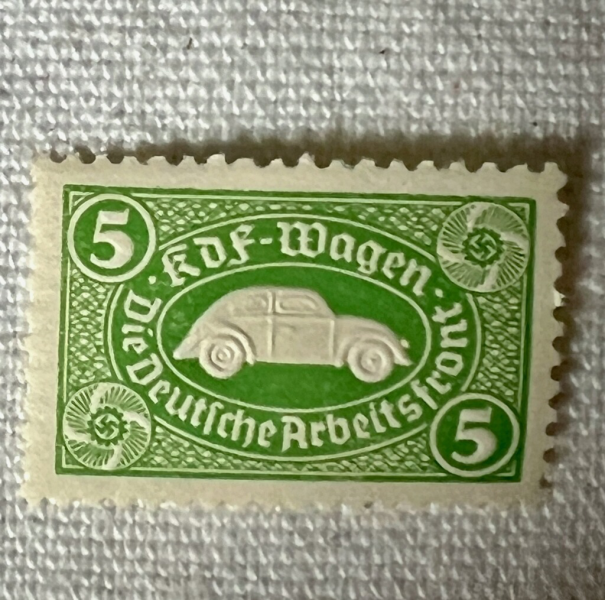 5
KdF-Wagen
Die Deutsche Arbeitsfront
5